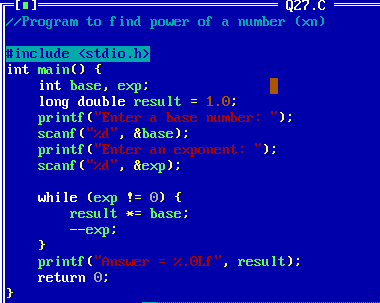 [■] Q27.C
//Program to find power of a number (xn)
#include <stdio.h>
int main() {
int base, exp;
long double result = 1.0;
printf("Enter a base number: ");
scanf("%d", &base);
printf("Enter an exponent: ");
scanf("%d", &exp);
while (exp != 0) {
result *= base;
--exp;
}
printf("Answer = %.0Lf", result);
return 0;
}